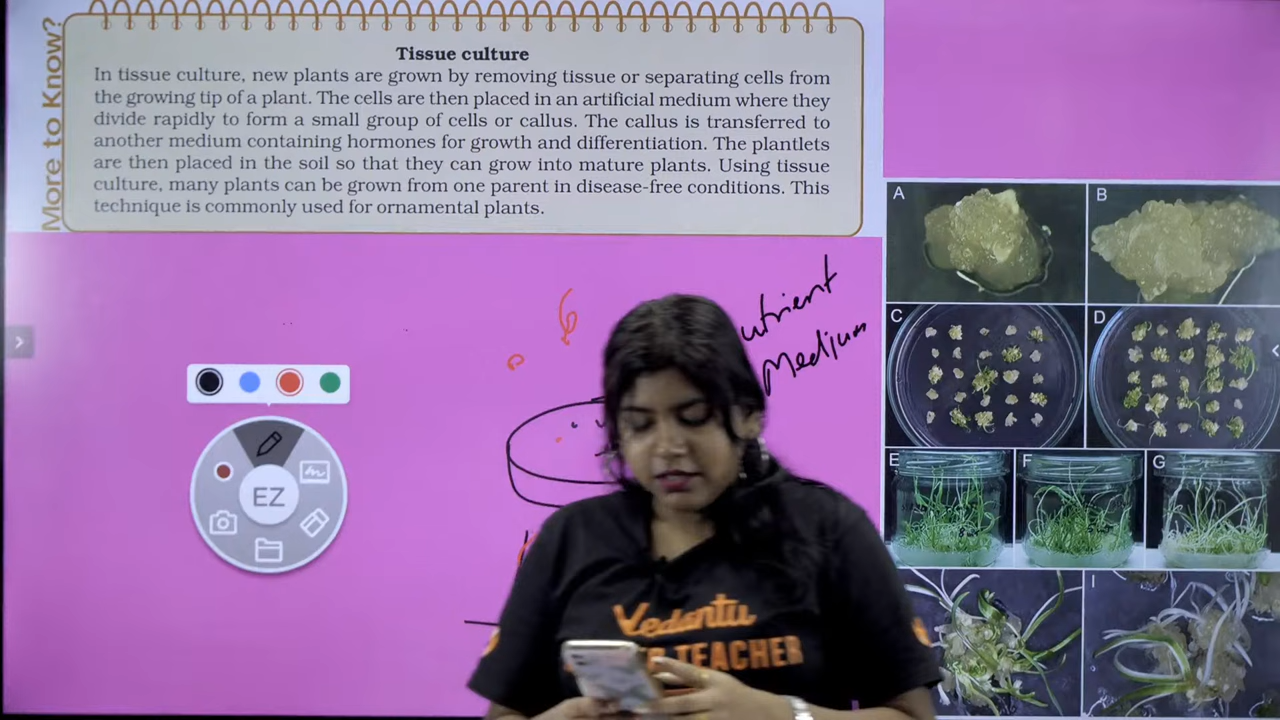 More to Know?
Tissue culture
In tissue culture, new plants are grown by removing tissue or separating cells from
the growing tip of a plant. The cells are then placed in an artificial medium where they
divide rapidly to form a small group of cells or callus. The callus is transferred to
another medium containing hormones for growth and differentiation. The plantlets
are then placed in the soil so that they can grow into mature plants. Using tissue
culture, many plants can be grown from one parent in disease-free conditions. This
technique is commonly used for ornamental plants.
utrient
Medium
EZ
A
B
C
D
E
F
G
I
Vedantu
TEACHER